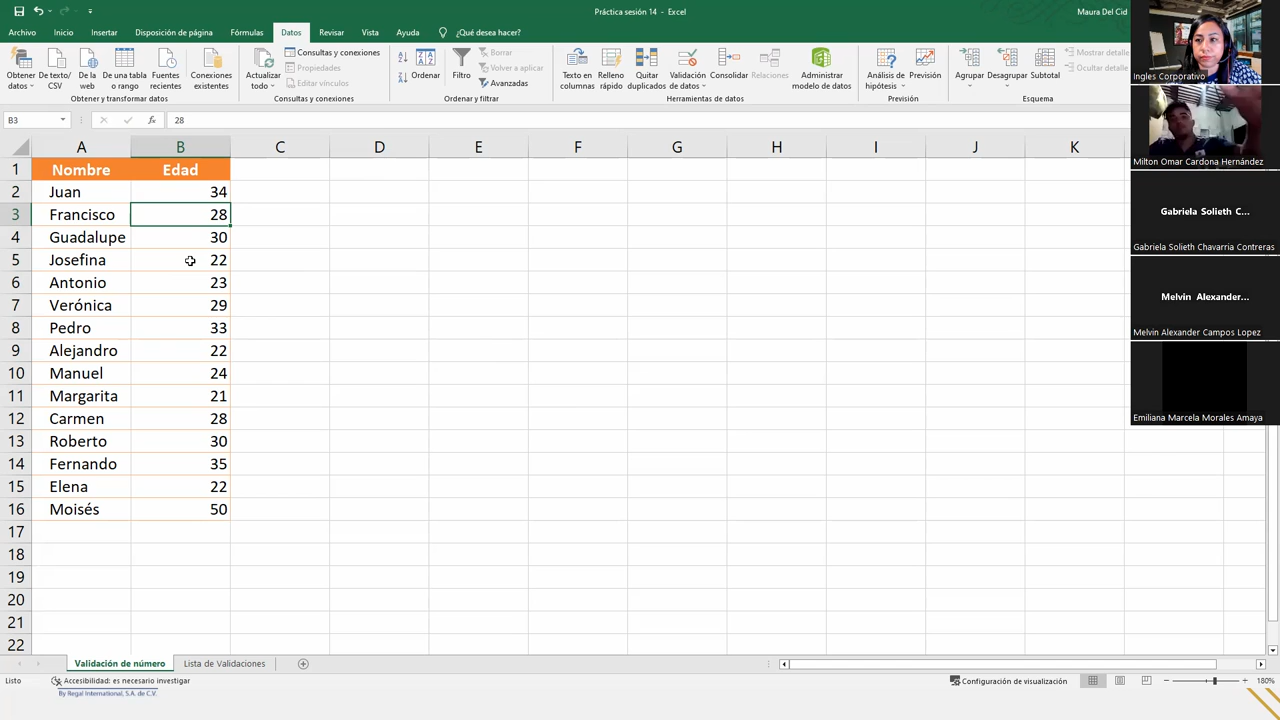 Práctica sesión 14 - Excel
Maura Del Cid
Archivo Inicio Insertar Disposición de página Fórmulas Datos Revisar Vista Ayuda ¿Qué desea hacer?
Obtener datos
De texto/CSV
De la web
De una tabla o rango
Fuentes recientes
Conexiones existentes
Obtener y transformar datos
Actualizar todo
Consultas y conexiones
Propiedades
Editar vínculos
Consultas y conexiones
Ordenar
Filtro
Borrar
Volver a aplicar
Avanzadas
Ordenar y filtrar
Texto en columnas
Relleno rápido
Quitar duplicados
Validación de datos
Consolidar
Relaciones
Administrar modelo de datos
Herramientas de datos
Análisis de hipótesis
Previsión
Previsión
Agrupar
Desagrupar
Subtotal
Mostrar detalle
Ocultar detalle
Esquema
B3 fx 28
A B C D E F G H I J K
1 Nombre Edad
2 Juan 34
3 Francisco 28
4 Guadalupe 30
5 Josefina 22
6 Antonio 23
7 Verónica 29
8 Pedro 33
9 Alejandro 22
10 Manuel 24
11 Margarita 21
12 Carmen 28
13 Roberto 30
14 Fernando 35
15 Elena 22
16 Moisés 50
17
18
19
20
21
22
Validación de número Lista de Validaciones
Listo Accesibilidad: es necesario investigar Configuración de visualización 180%
By Regal International, S.A. de C.V.
Ingles Corporativo
Milton Omar Cardona Hernández
Gabriela Solieth C...
Gabriela Solieth Chavarria Contreras
Melvin Alexander...
Melvin Alexander Campos Lopez
Emiliana Marcela Morales Amaya